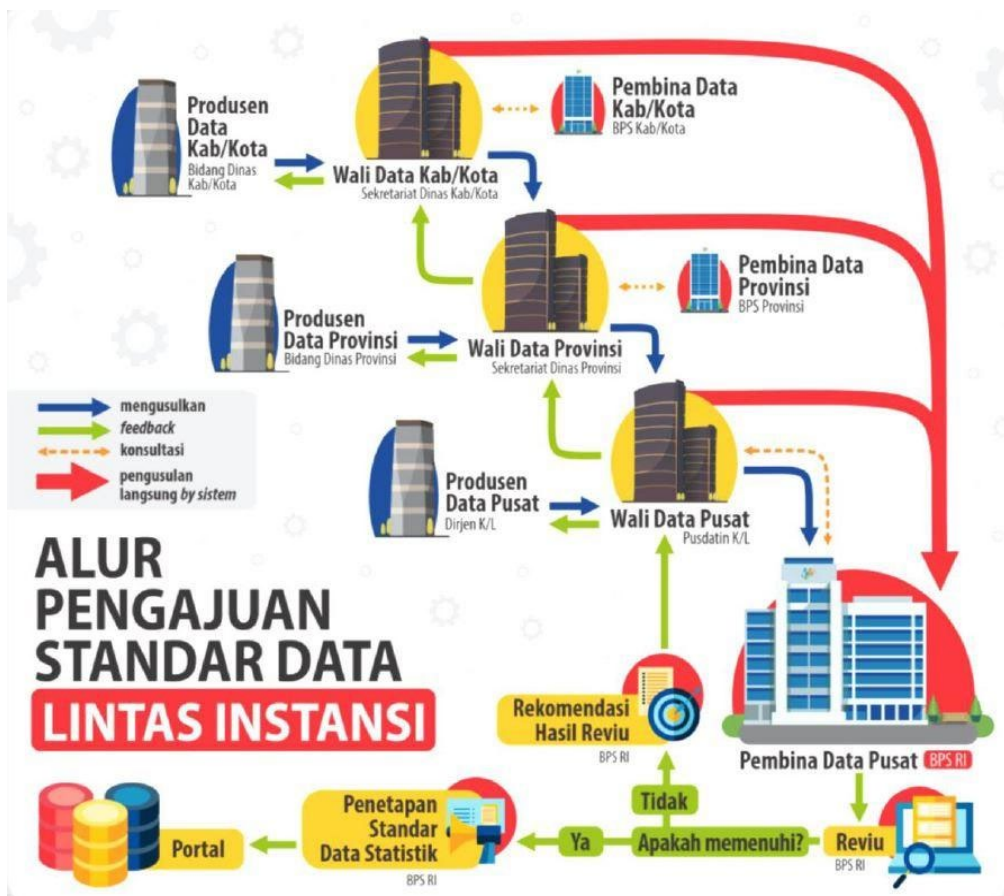 Produsen
Data
Kab/Kota
Bidang Dinas
Kab/Kota
Wali Data Kab/Kota
Sekretariat Dinas Kab/Kota
Pembina Data
Kab/Kota
BPS Kab/Kota
Produsen
Data Provinsi
Bidang Dinas Provinsi
Wali Data Provinsi
Sekretariat Dinas Provinsi
Pembina Data
Provinsi
BPS Provinsi
mengusulkan
feedback
konsultasi
pengusulan
langsung by sistem
Produsen
Data Pusat
Dirjen K/L
Wali Data Pusat
Pusdatin K/L
ALUR
PENGAJUAN
STANDAR DATA
LINTAS INSTANSI
Rekomendasi
Hasil Reviu
BPS RI
Pembina Data Pusat BPS RI
Tidak
Portal
Penetapan
Standar
Data Statistik
BPS RI
Ya
Apakah memenuhi?
Reviu
BPS RI